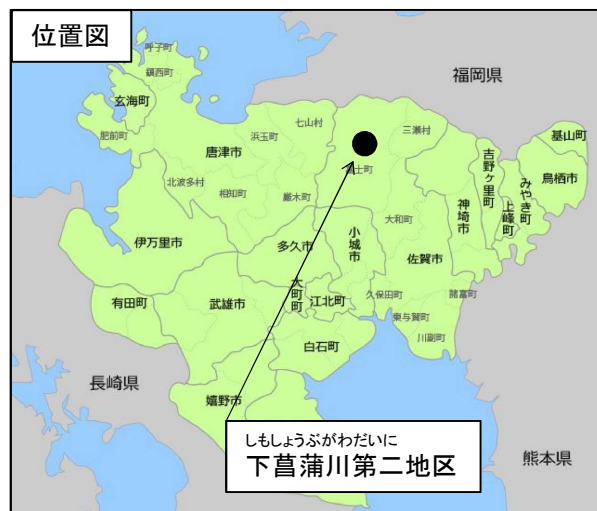 位置図
呼子町
鎮西町
玄海町
肥前町
唐津市
浜玉町
七山村
三瀬村
福岡県
基山町
鳥栖市
みやき町
上峰町
吉野ヶ里町
神埼市
北波多村
相知町
厳木町
大和町
伊万里市
多久市
小城市
佐賀市
有田町
武雄市
大町町
江北町
久保田町
諸富町
東与賀町
川副町
白石町
長崎県
嬉野市
熊本県
しもしょうぶがわだいに
下菖蒲川第二地区